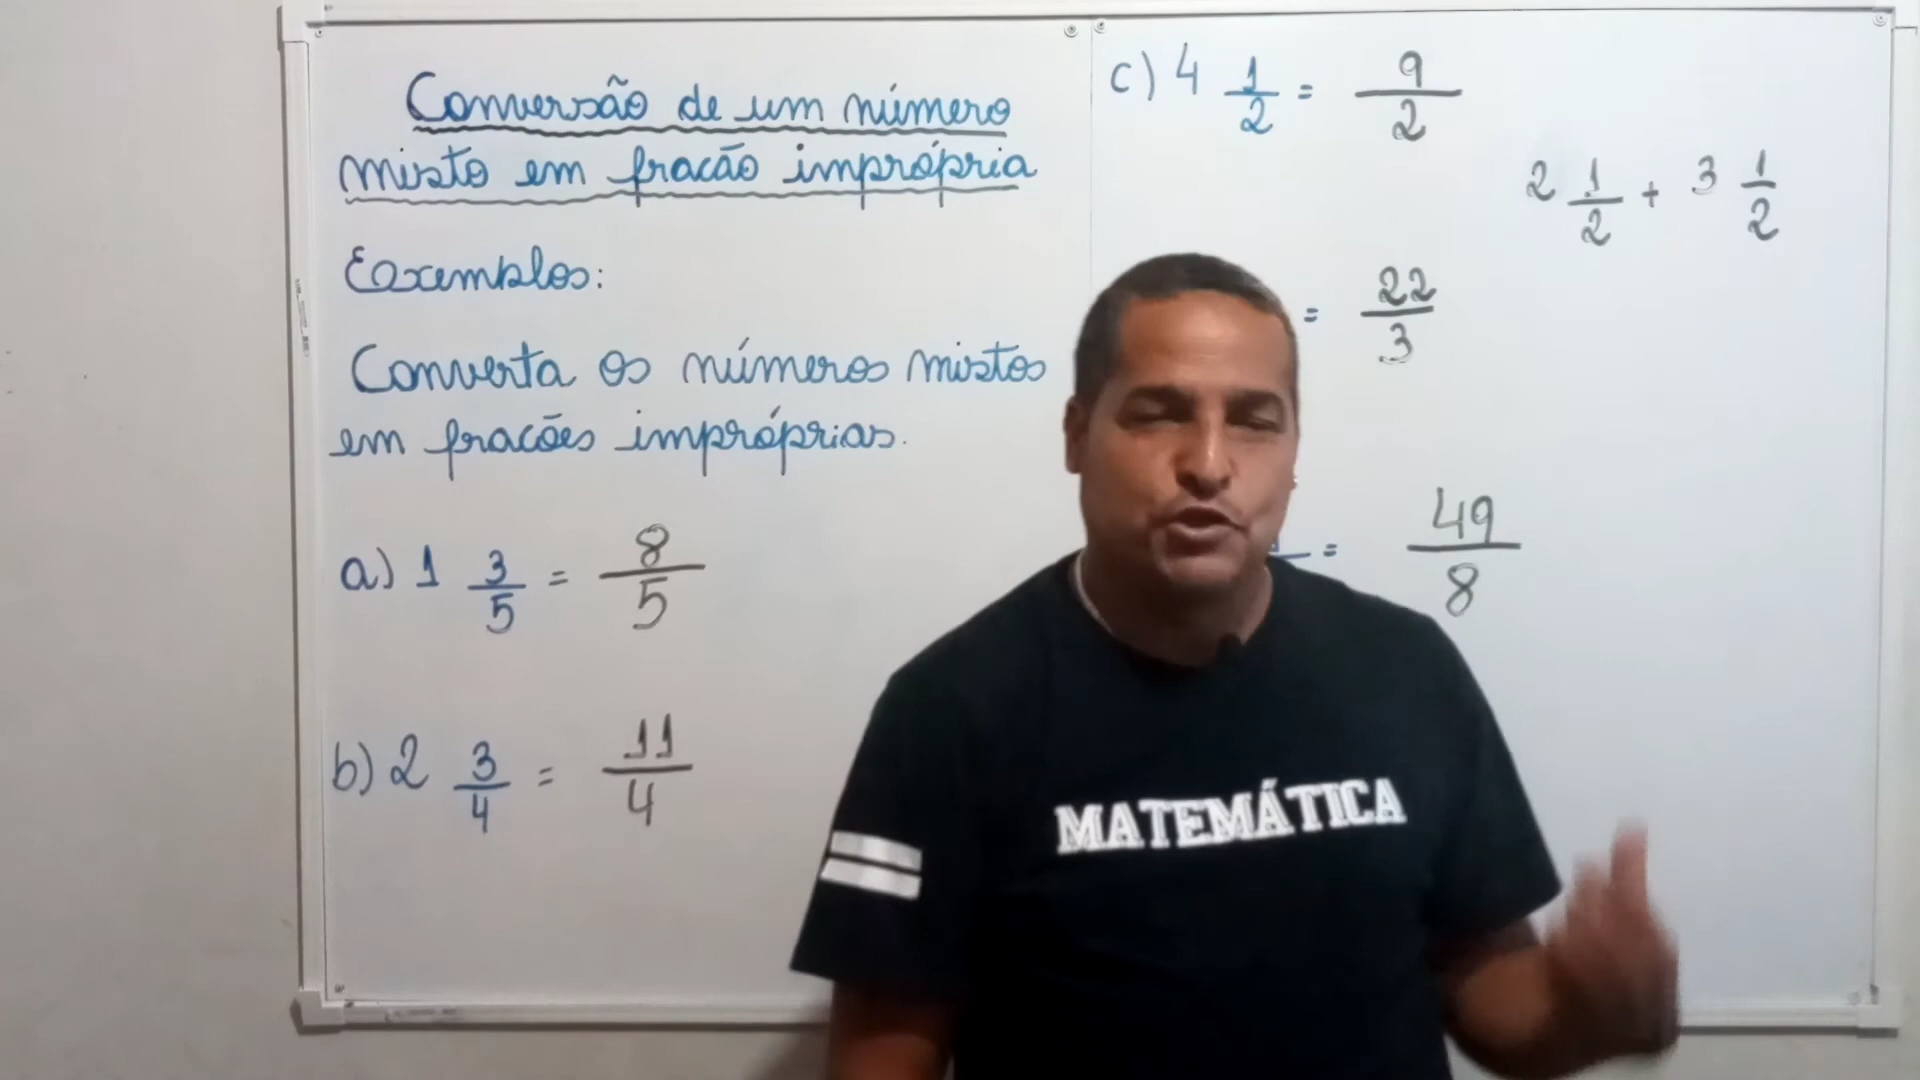 Conversão de um número
misto em fracão imprópria
Exemplos:
Converta os números mistos
em fracões impróprias.
a) 1 3/5 = 8/5
b) 2 3/4 = 11/4
c) 4 1/2 = 9/2
2 1/2 + 3 1/2
= 22/3
= 49/8
MATEMÁTICA